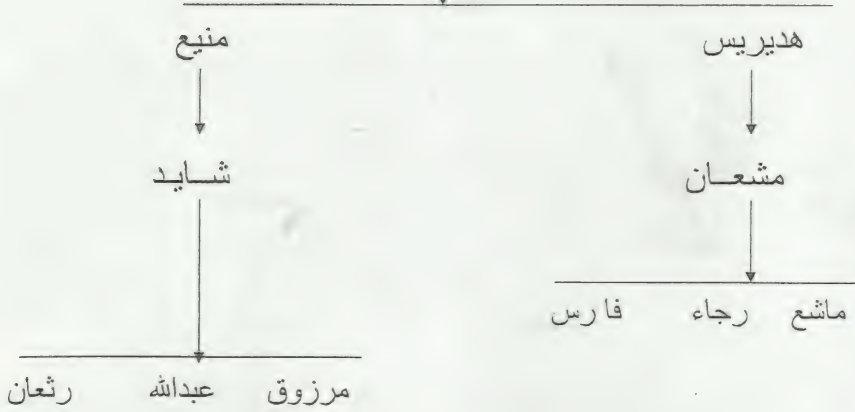 هديريس منيع
مشعان شايد
ماشع رجاء فارس
مرزوق عبدالله رثعان